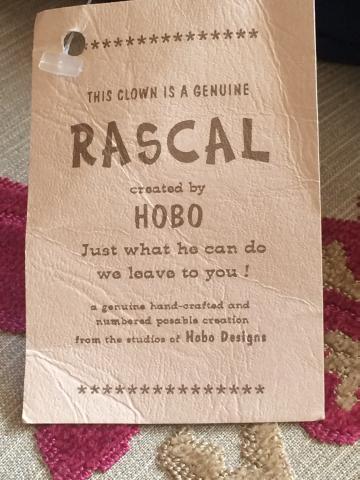 ***************
THIS CLOWN IS A GENUINE
RASCAL
created by
HOBO
Just what he can do
we leave to you !
a genuine hand-crafted and
numbered posable creation
from the studios of Hobo Designs
***************